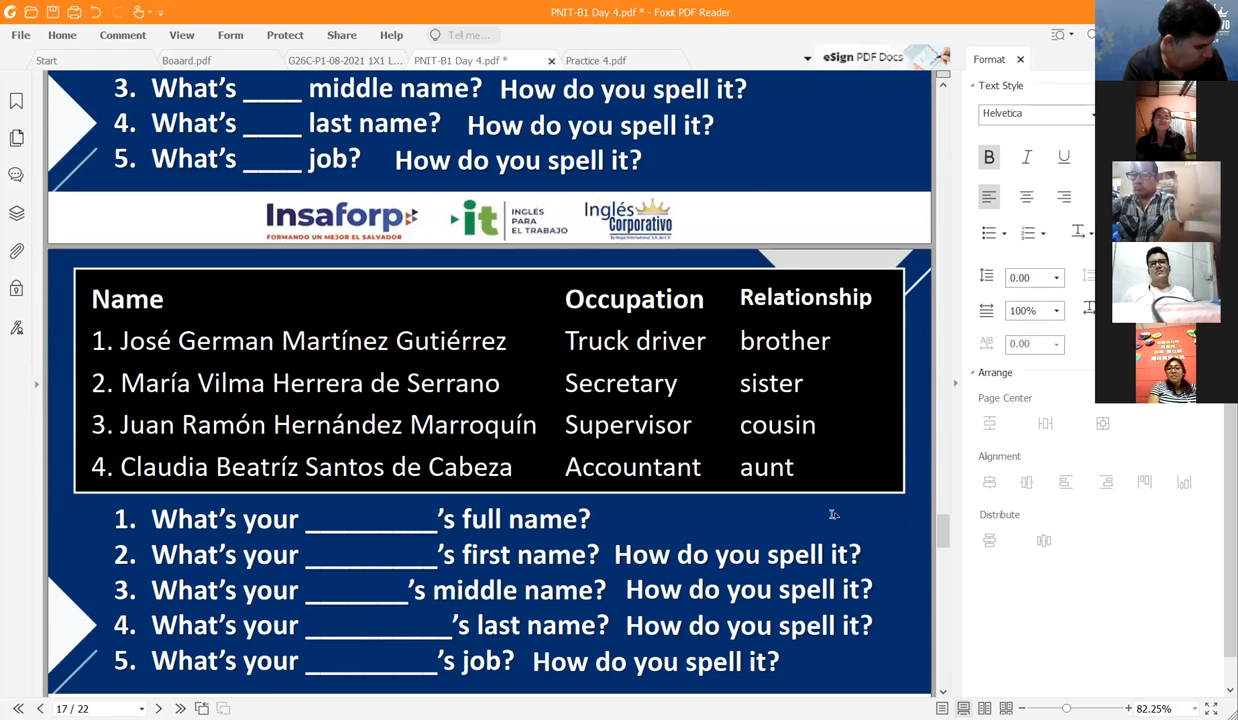 PNIT-B1 Day 4.pdf * - Foxit PDF Reader
File Home Comment View Form Protect Share Help Tell me...
Start Boaard.pdf G26C-P1-08-2021 1X1 L... PNIT-B1 Day 4.pdf * Practice 4.pdf eSign PDF Docs
3. What's ____ middle name? How do you spell it?
4. What's ____ last name? How do you spell it?
5. What's ____ job? How do you spell it?
Insaforp
FORMANDO UN MEJOR EL SALVADOR
it INGLÉS PARA EL TRABAJO
Inglés Corporativo
Name Occupation Relationship
1. José German Martínez Gutiérrez Truck driver brother
2. María Vilma Herrera de Serrano Secretary sister
3. Juan Ramón Hernández Marroquín Supervisor cousin
4. Claudia Beatríz Santos de Cabeza Accountant aunt
1. What's your _________'s full name?
2. What's your _________'s first name? How do you spell it?
3. What's your _______'s middle name? How do you spell it?
4. What's your __________'s last name? How do you spell it?
5. What's your _________'s job? How do you spell it?
17 / 22
82.25%
Format
Text Style
Helvetica
B I U
0.00
100%
0.00
Arrange
Page Center
Alignment
Distribute